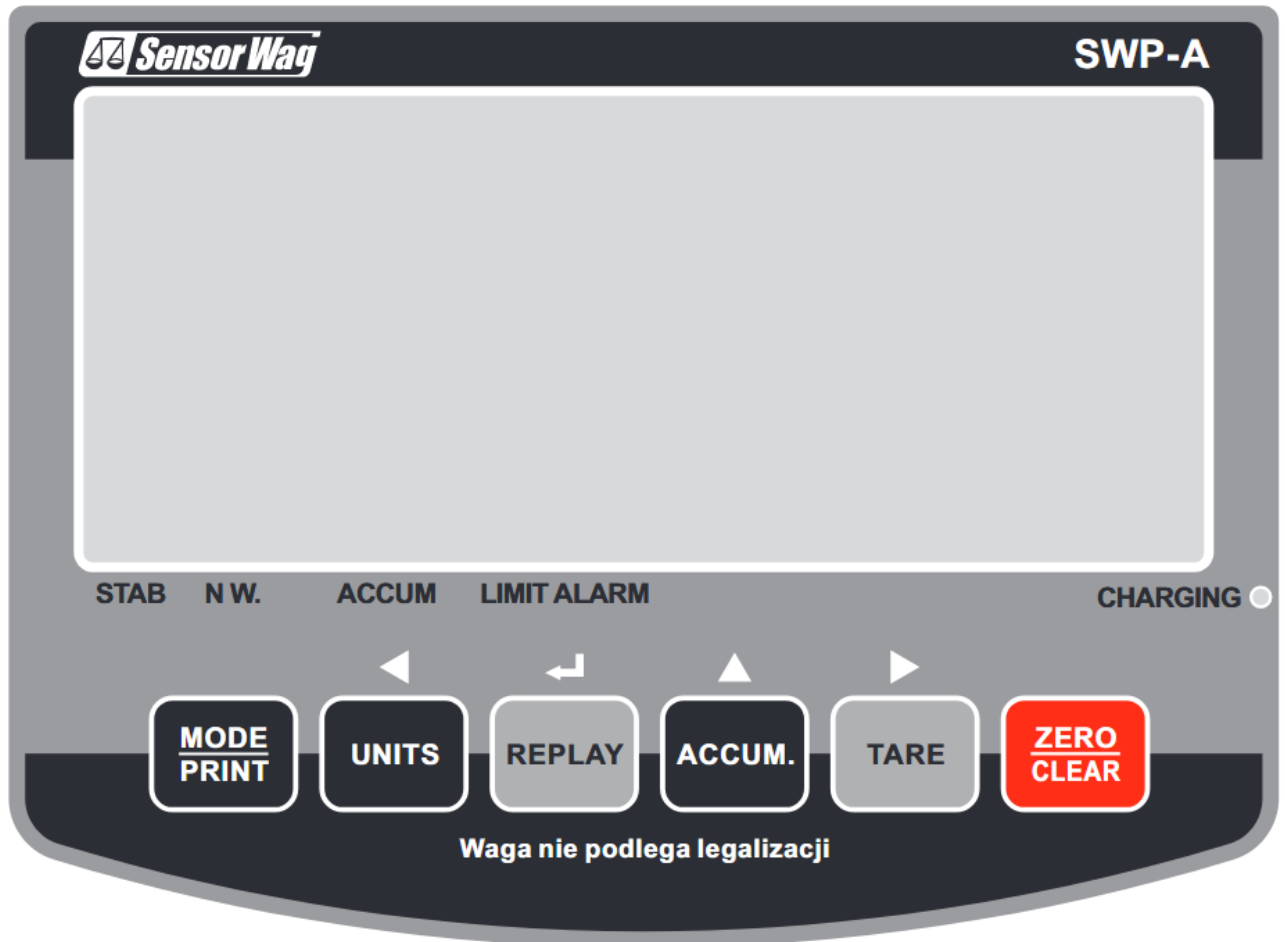 Sensor Wag SWP-A
STAB N W. ACCUM LIMIT ALARM CHARGING
MODE
PRINT
UNITS
REPLAY
ACCUM.
TARE
ZERO
CLEAR
Waga nie podlega legalizacji